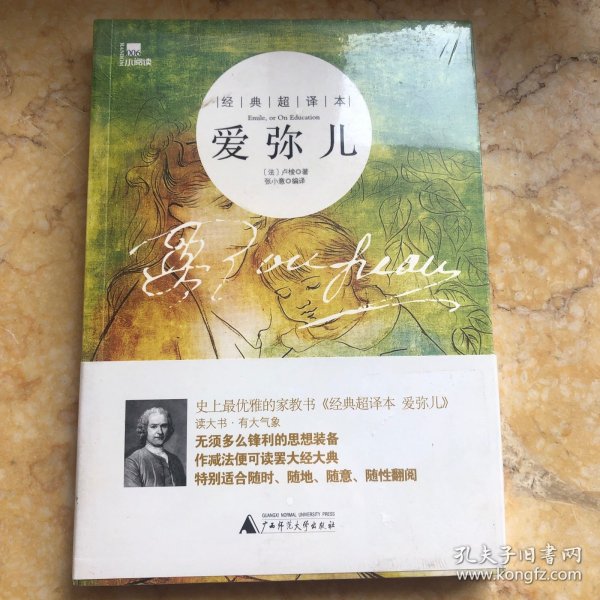 006
小阅读
经典超译本
Emile, or On Education
爱弥儿
〔法〕卢梭◎著
张小意◎编译
J J Rousseau
史上最优雅的家教书《经典超译本 爱弥儿》
读大书·有大气象
无须多么锋利的思想装备
作减法便可读罢大经大典
特别适合随时、随地、随意、随性翻阅
GUANGXI NORMAL UNIVERSITY PRESS
广西师范大学出版社
孔夫子旧书网
www.kongfz.com